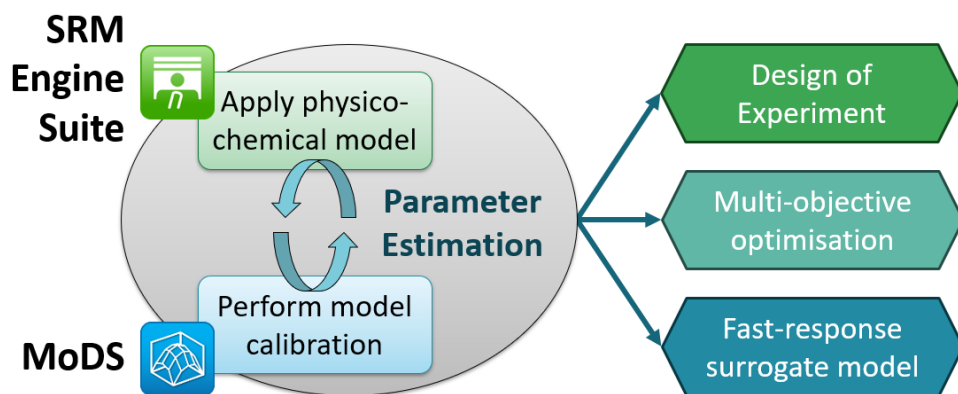 SRM
Engine
Suite
Apply physico-
chemical model
Parameter
Estimation
Perform model
calibration
MoDS
Design of
Experiment
Multi-objective
optimisation
Fast-response
surrogate model